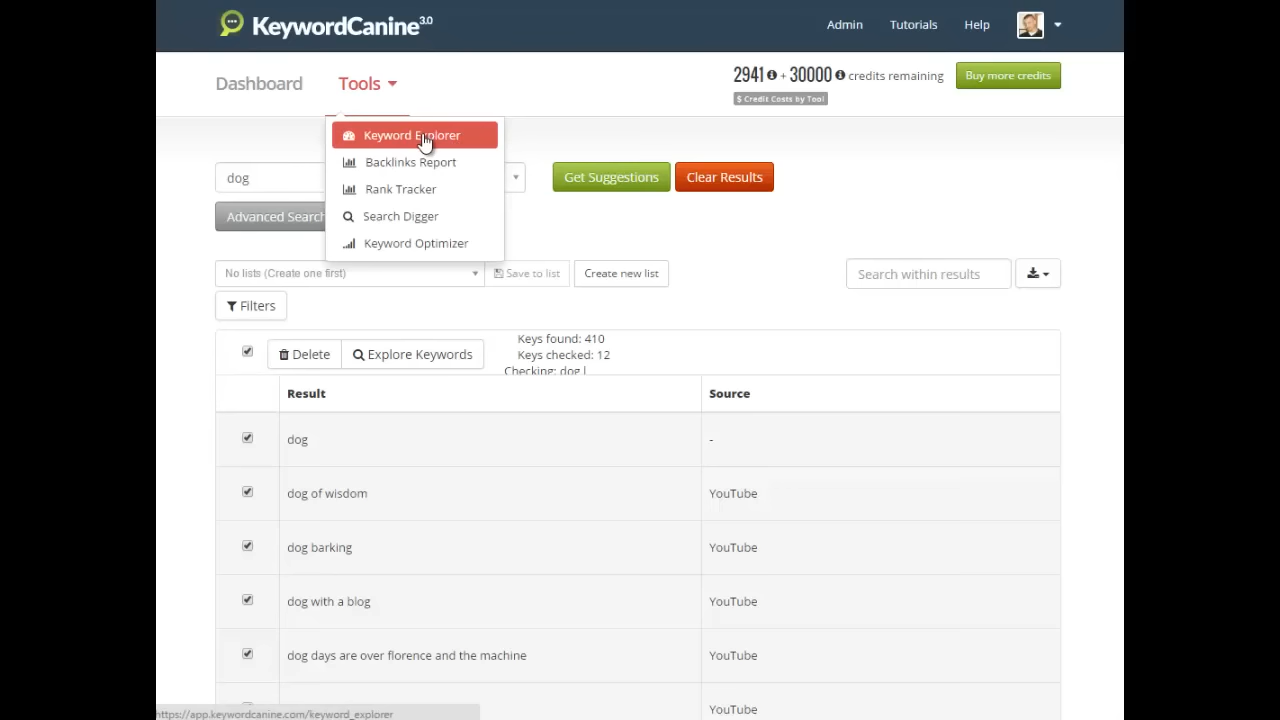 KeywordCanine3.0
Admin Tutorials Help
Dashboard Tools
2941 + 30000 credits remaining Buy more credits
$ Credit Costs by Tool
Keyword Explorer
Backlinks Report
Rank Tracker
Search Digger
Keyword Optimizer
dog
Get Suggestions Clear Results
Advanced Search
No lists (Create one first) Save to list Create new list Search within results
Filters
Delete Explore Keywords
Keys found: 410
Keys checked: 12
Checking: dog l
Result Source
dog -
dog of wisdom YouTube
dog barking YouTube
dog with a blog YouTube
dog days are over florence and the machine YouTube
YouTube
https://app.keywordcanine.com/keyword_explorer